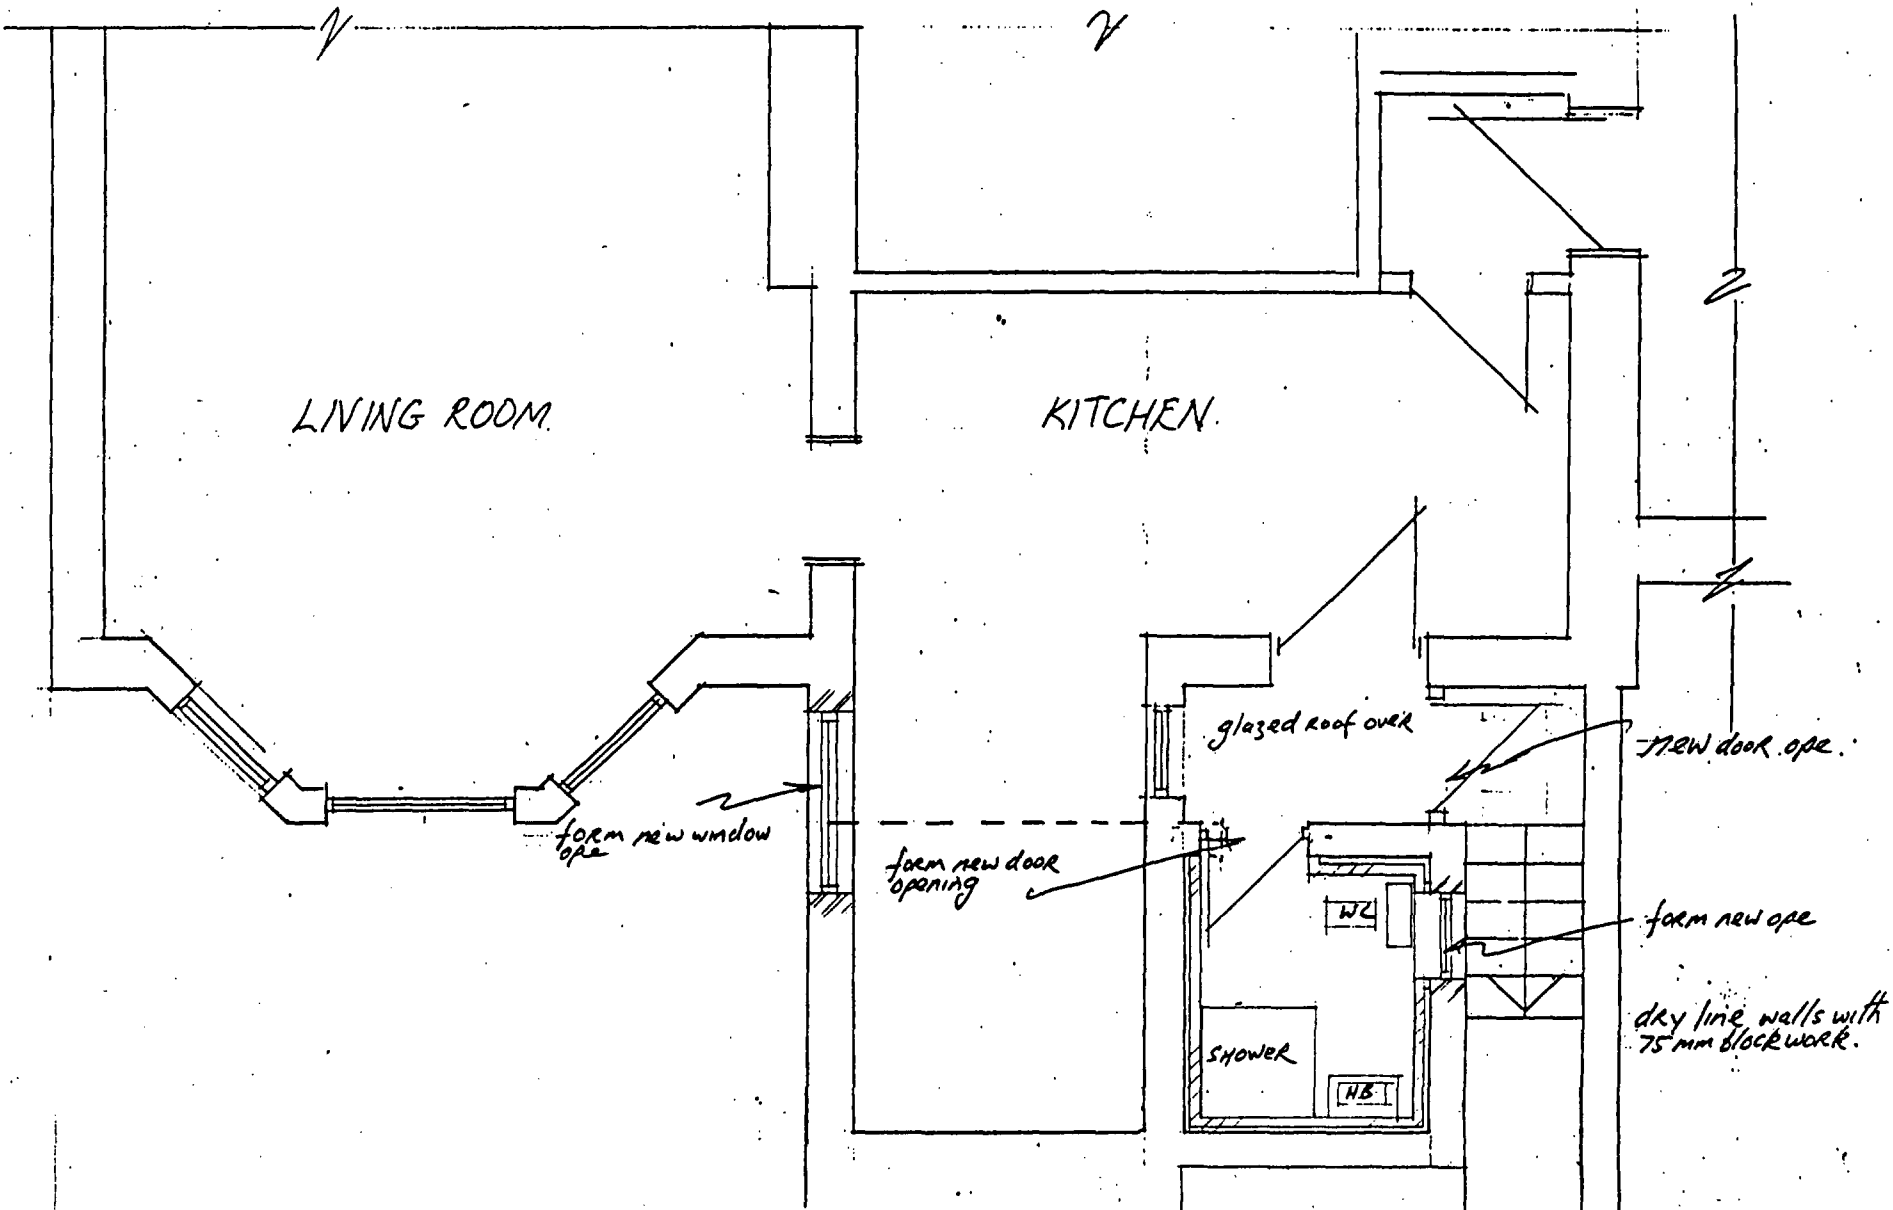 LIVING ROOM.
KITCHEN.
glazed roof over
new door ope.
form new window
ope
form new door
opening
WC
form new ope
SHOWER
HB
dry line walls with
75 mm blockwork.